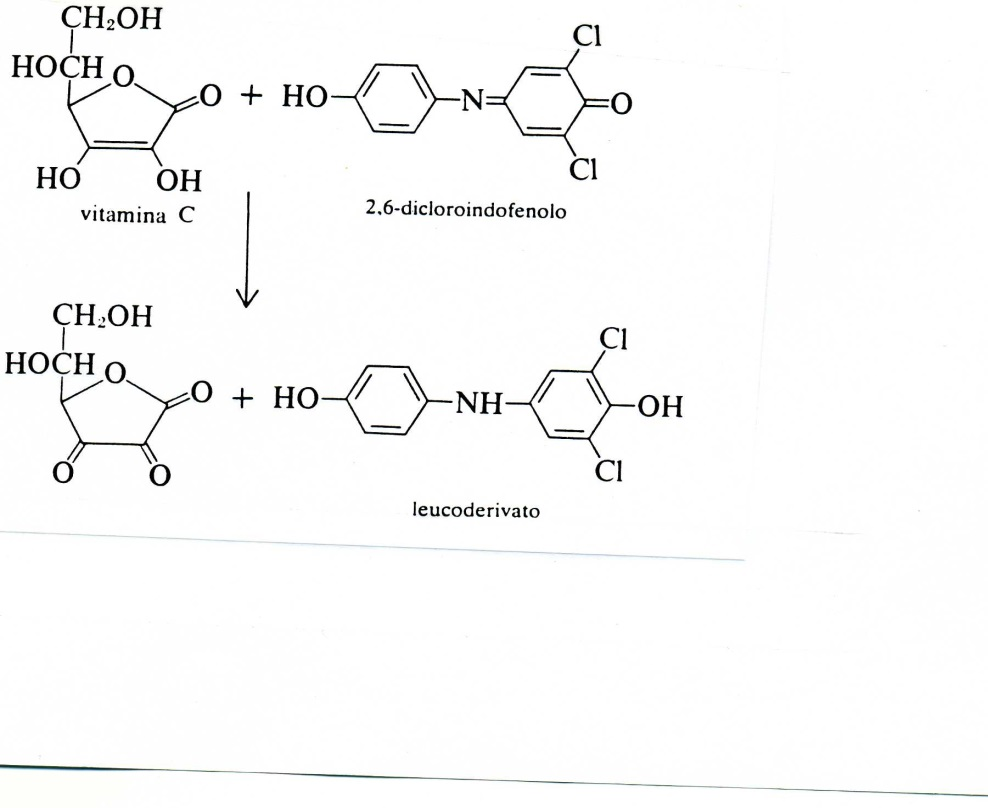 CH₂OH
HOCH O O + HO N O Cl Cl
HO OH
vitamina C
2,6-dicloroindofenolo
CH₂OH
HOCH O O + HO NH OH Cl Cl
O O
leucoderivato